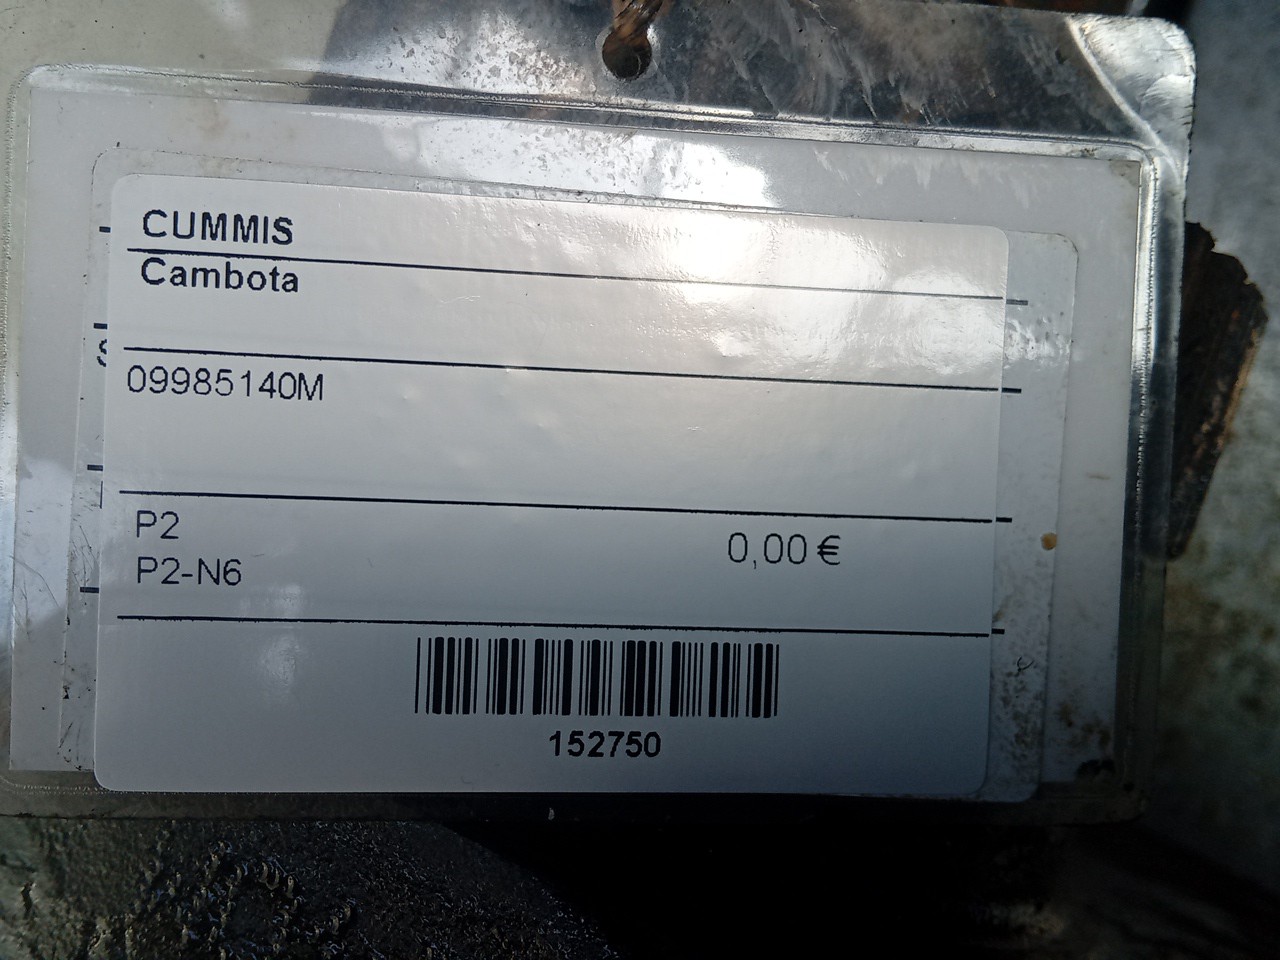 CUMMIS
Cambota
09985140M
P2
0,00 €
P2-N6
152750